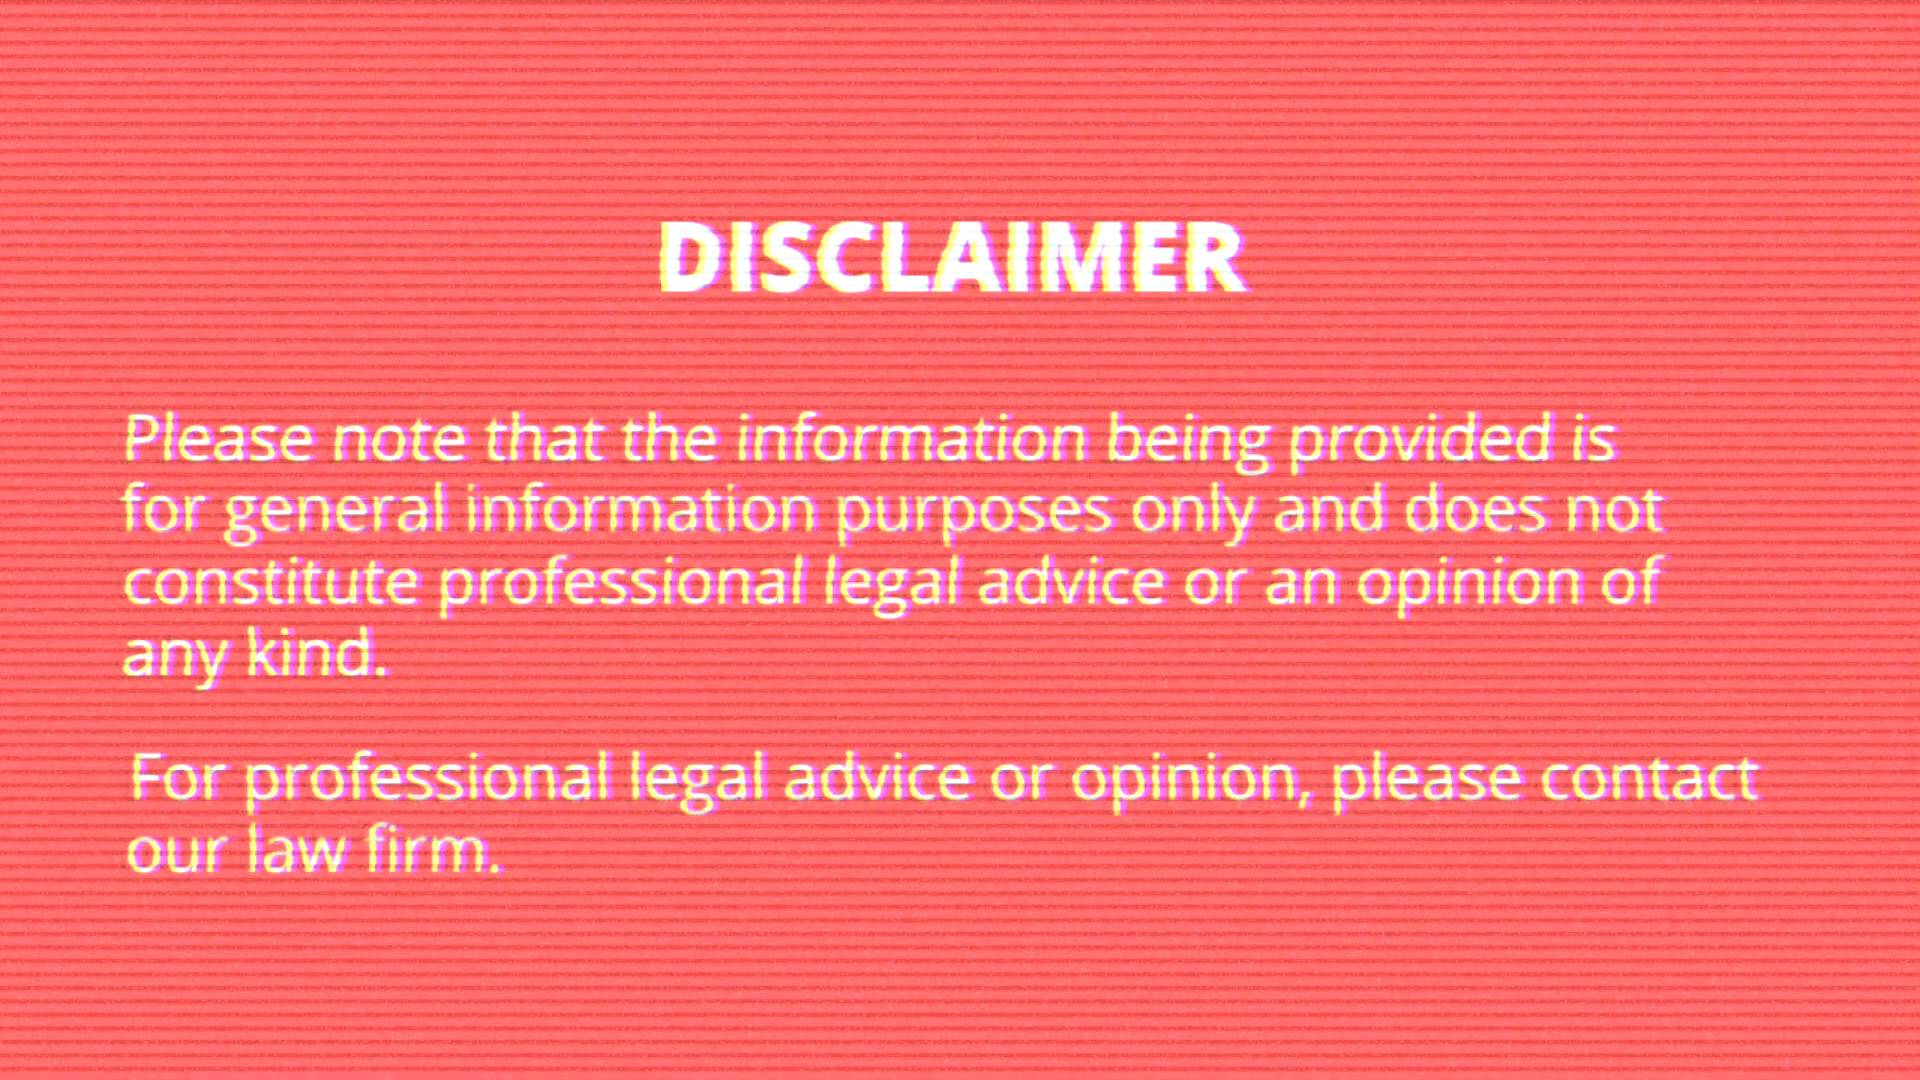 DISCLAIMER
Please note that the information being provided is
for general information purposes only and does not
constitute professional legal advice or an opinion of
any kind.
For professional legal advice or opinion, please contact
our law firm.